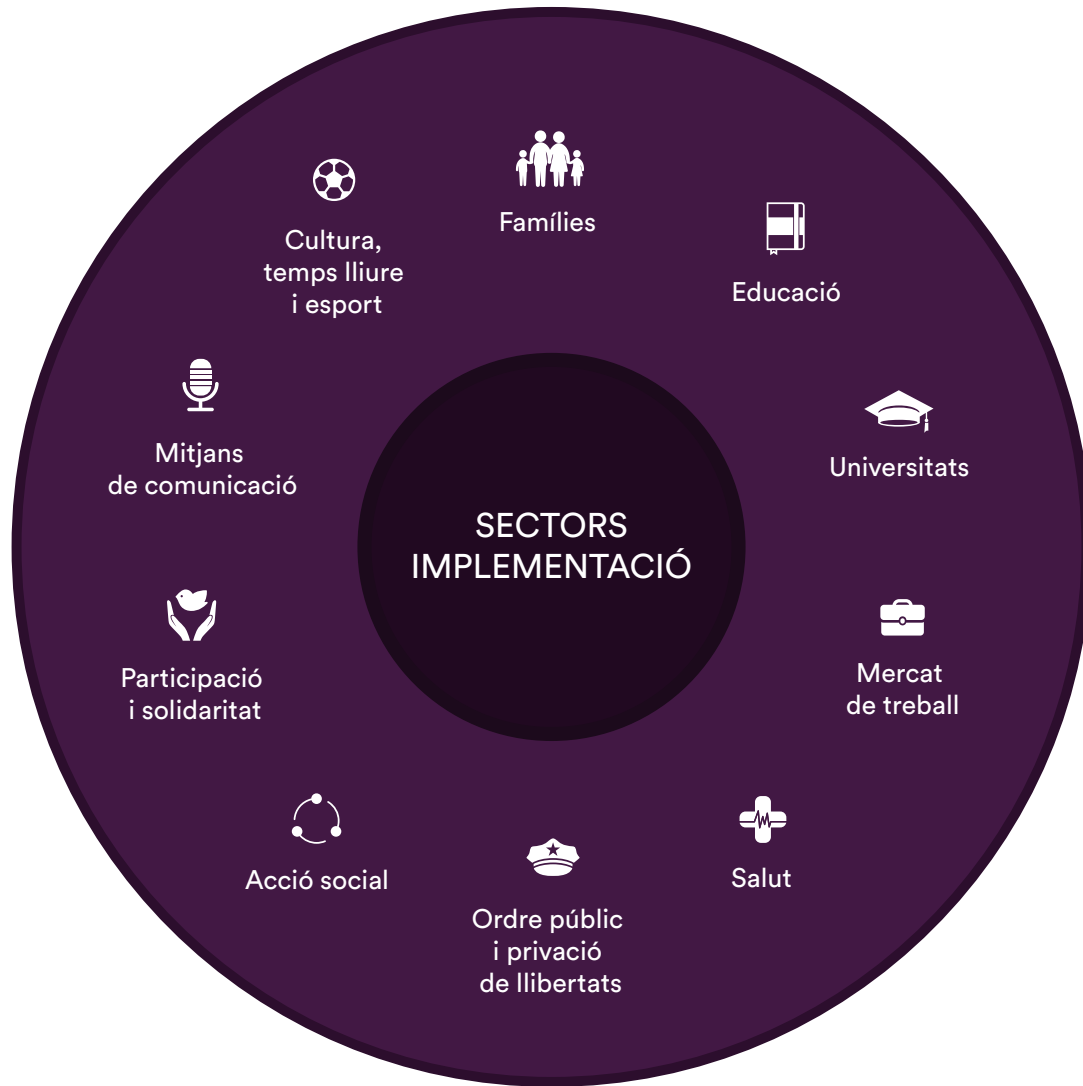 SECTORS
IMPLEMENTACIÓ
Famílies
Educació
Universitats
Mercat
de treball
Salut
Ordre públic
i privació
de llibertats
Acció social
Participació
i solidaritat
Mitjans
de comunicació
Cultura,
temps lliure
i esport